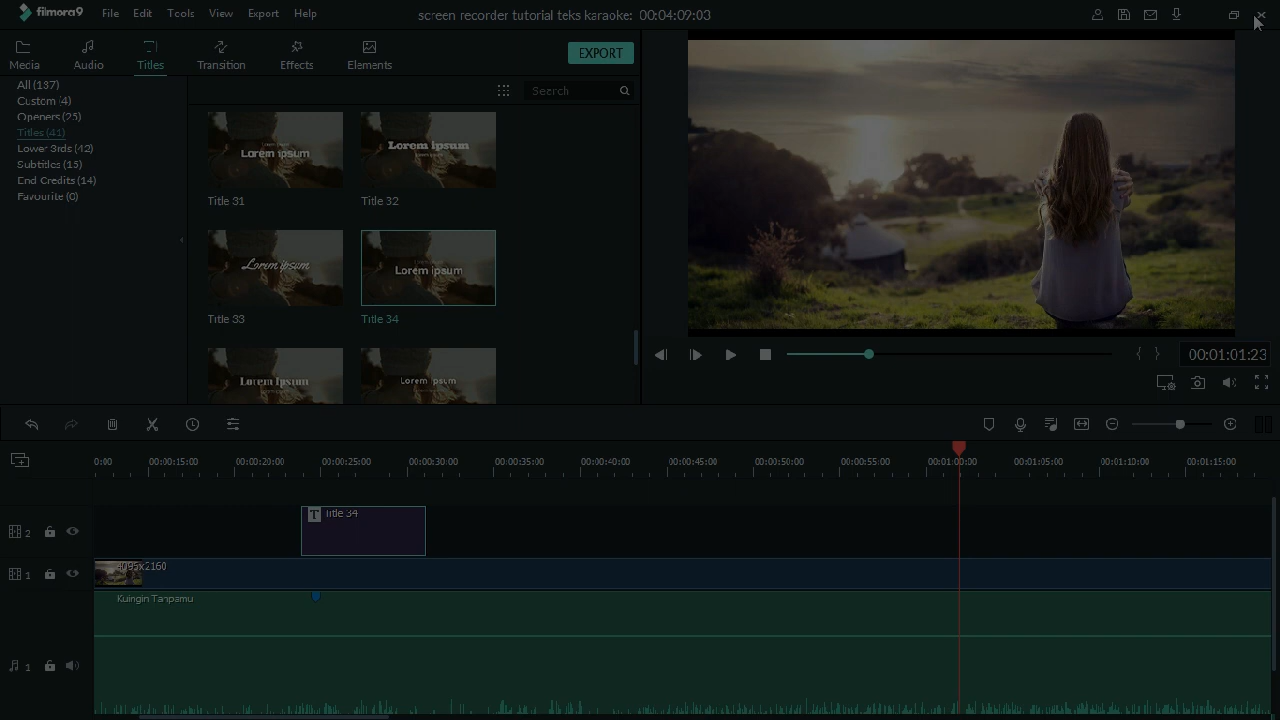 filmora9 File Edit Tools View Export Help screen recorder tutorial teks karaoke: 00:04:09:03
Media Audio Titles Transition Effects Elements EXPORT
All (137)
Custom (4)
Openers (25)
Titles (41)
Lower 3rds (42)
Subtitles (15)
End Credits (14)
Favourite (0)
Search
Lorem ipsum Lorem ipsum
Title 31 Title 32
Lorem ipsum Lorem ipsum
Title 33 Title 34
Lorem ipsum Lorem ipsum
00:01:01:23
0:00 00:00:15:00 00:00:20:00 00:00:25:00 00:00:30:00 00:00:35:00 00:00:40:00 00:00:45:00 00:00:50:00 00:00:55:00 00:01:00:00 00:01:05:00 00:01:10:00 00:01:15:00
2 T Title 34
1 4095x2160
Kuingin Tanpamu
1